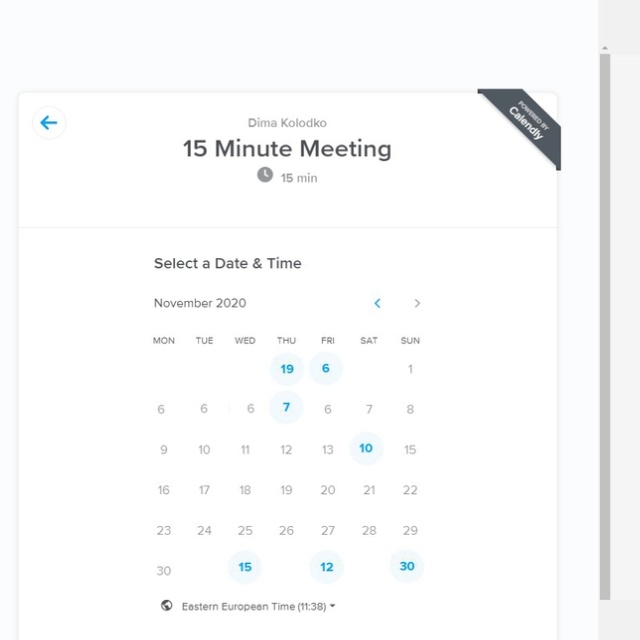 POWERED BY
Calendly
Dima Kolodko
15 Minute Meeting
15 min
Select a Date & Time
November 2020
MON TUE WED THU FRI SAT SUN
19 6 1
6 6 6 7 6 7 8
9 10 11 12 13 10 15
16 17 18 19 20 21 22
23 24 25 26 27 28 29
30 15 12 30
Eastern European Time (11:38)